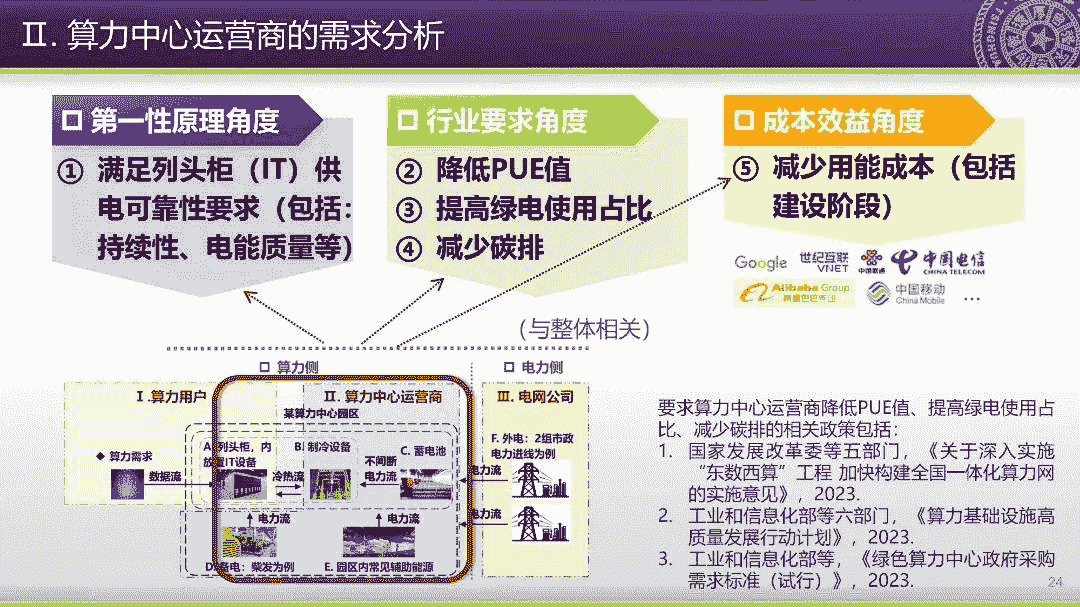 II. 算力中心运营商的需求分析
第一性原理角度
① 满足列头柜（IT）供
电可靠性要求（包括：
持续性、电能质量等）
行业要求角度
② 降低PUE值
③ 提高绿电使用占比
④ 减少碳排
成本效益角度
⑤ 减少用能成本（包括
建设阶段）
Google
世纪互联
VNET
中国联通
中国电信
CHINA TELECOM
Alibaba Group
中国移动
China Mobile
...
（与整体相关）
算力侧
电力侧
I.算力用户
II. 算力中心运营商
III. 电网公司
某算力中心园区
A. 列头柜，内
放置IT设备
B. 制冷设备
C. 蓄电池
F. 外电：2组市政
电力进线为例
算力需求
数据流
冷热流
不间断
电力流
电力流
电力流
电力流
电力流
D. 备电：柴发为例
E. 园区内常见辅助能源
要求算力中心运营商降低PUE值、提高绿电使用占
比、减少碳排的相关政策包括：
1. 国家发展改革委等五部门，《关于深入实施
“东数西算”工程 加快构建全国一体化算力网
的实施意见》，2023.
2. 工业和信息化部等六部门，《算力基础设施高
质量发展行动计划》，2023.
3. 工业和信息化部等，《绿色算力中心政府采购
需求标准（试行）》，2023.
24